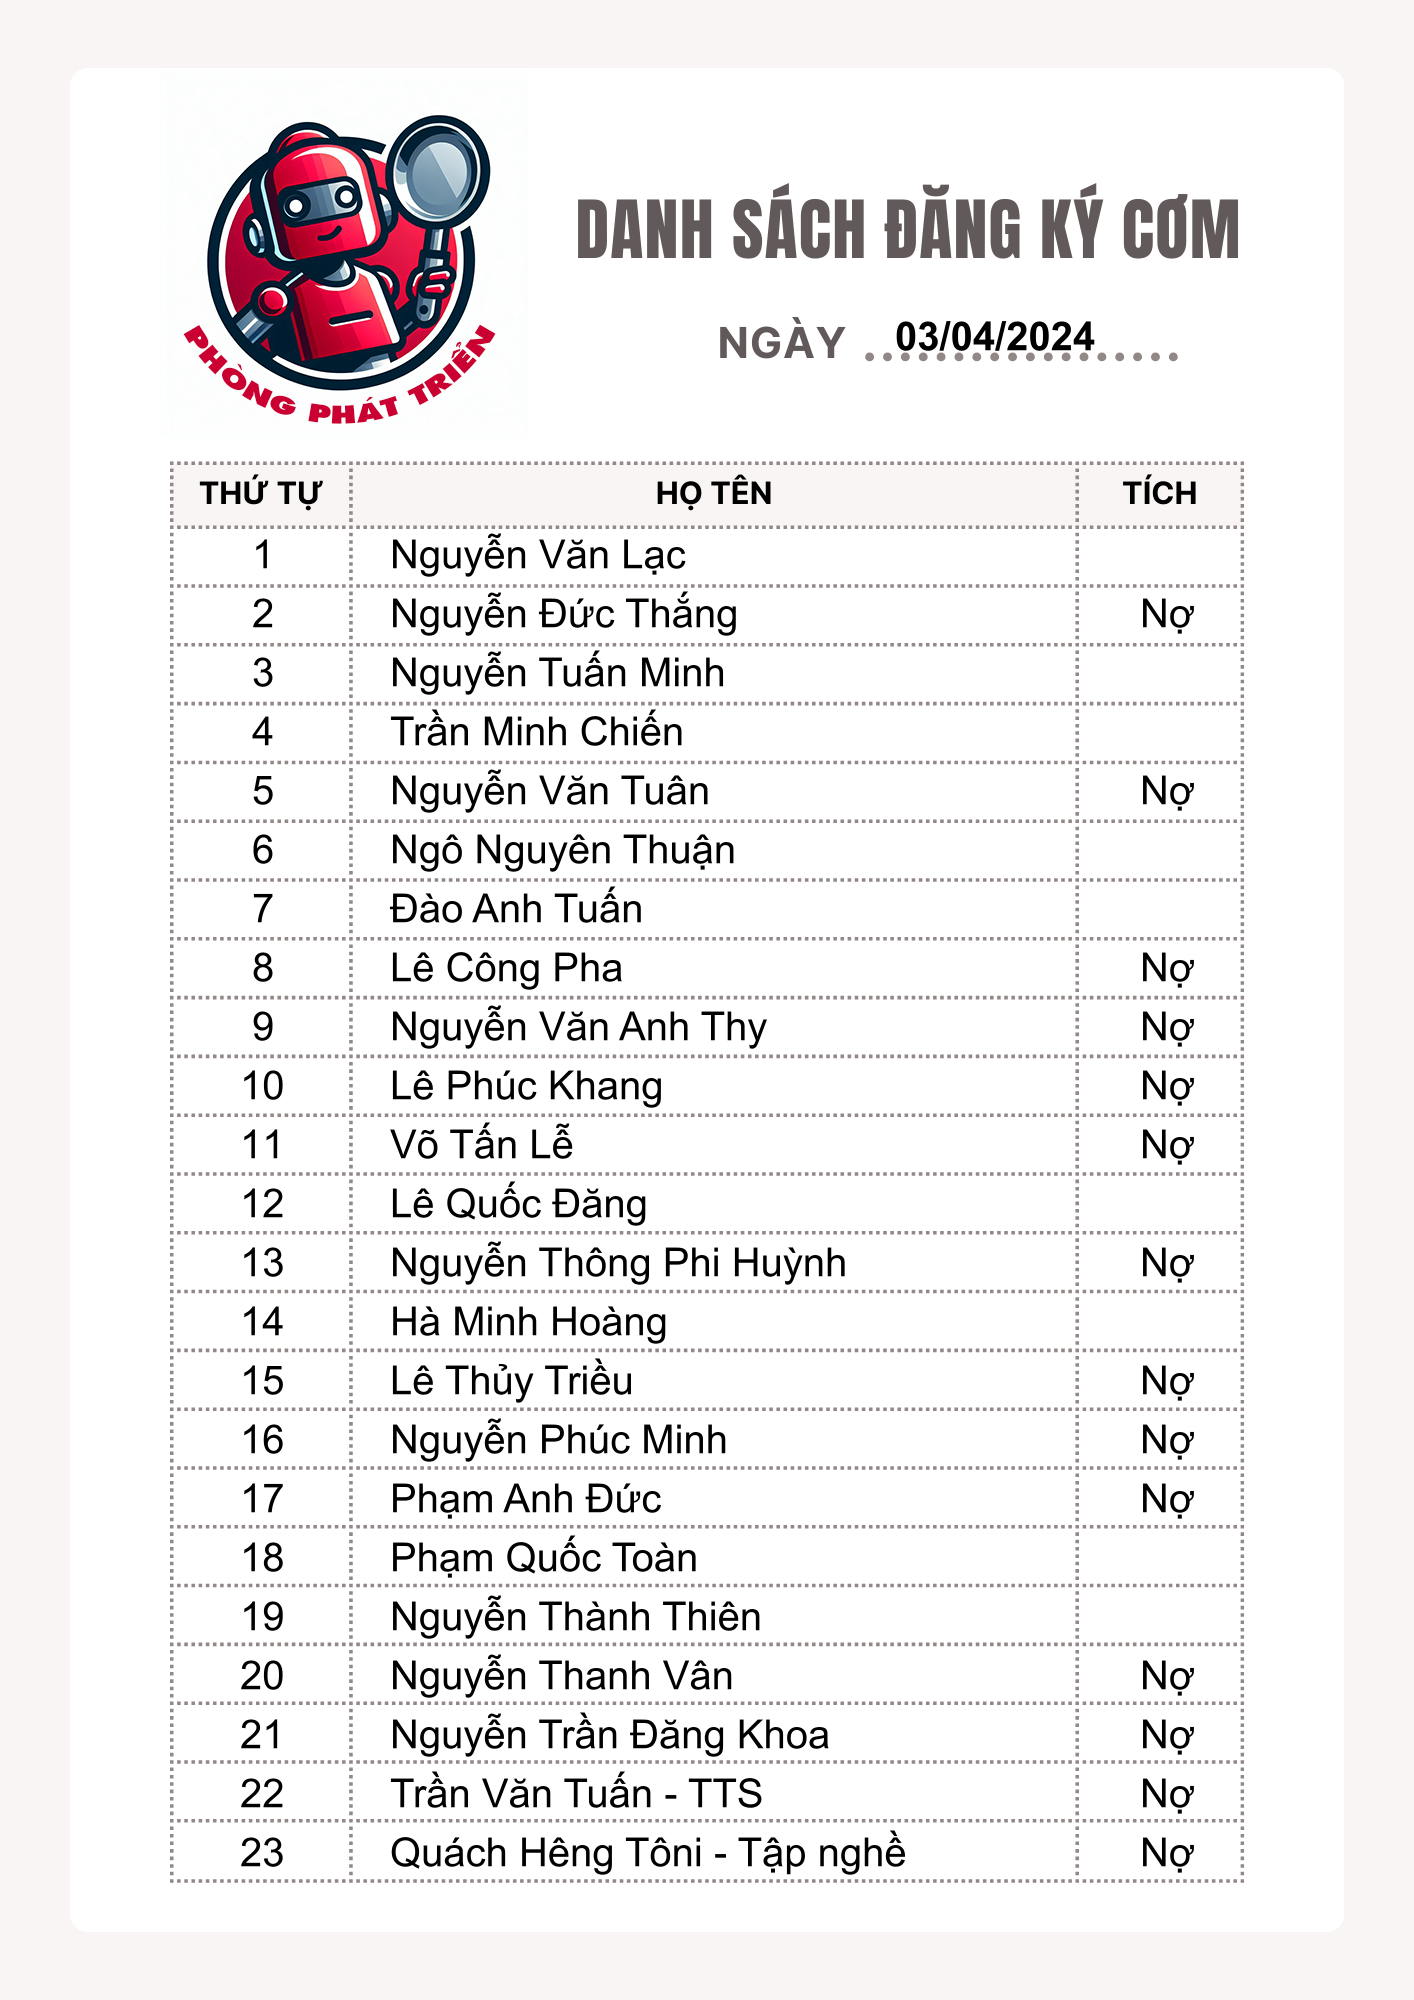 PHÒNG PHÁT TRIỂN
DANH SÁCH ĐĂNG KÝ CƠM
NGÀY 03/04/2024
THỨ TỰ HỌ TÊN TÍCH
1 Nguyễn Văn Lạc
2 Nguyễn Đức Thắng Nợ
3 Nguyễn Tuấn Minh
4 Trần Minh Chiến
5 Nguyễn Văn Tuân Nợ
6 Ngô Nguyên Thuận
7 Đào Anh Tuấn
8 Lê Công Pha Nợ
9 Nguyễn Văn Anh Thy Nợ
10 Lê Phúc Khang Nợ
11 Võ Tấn Lễ Nợ
12 Lê Quốc Đăng
13 Nguyễn Thông Phi Huỳnh Nợ
14 Hà Minh Hoàng
15 Lê Thủy Triều Nợ
16 Nguyễn Phúc Minh Nợ
17 Phạm Anh Đức Nợ
18 Phạm Quốc Toàn
19 Nguyễn Thành Thiên
20 Nguyễn Thanh Vân Nợ
21 Nguyễn Trần Đăng Khoa Nợ
22 Trần Văn Tuấn - TTS Nợ
23 Quách Hêng Tôni - Tập nghề Nợ